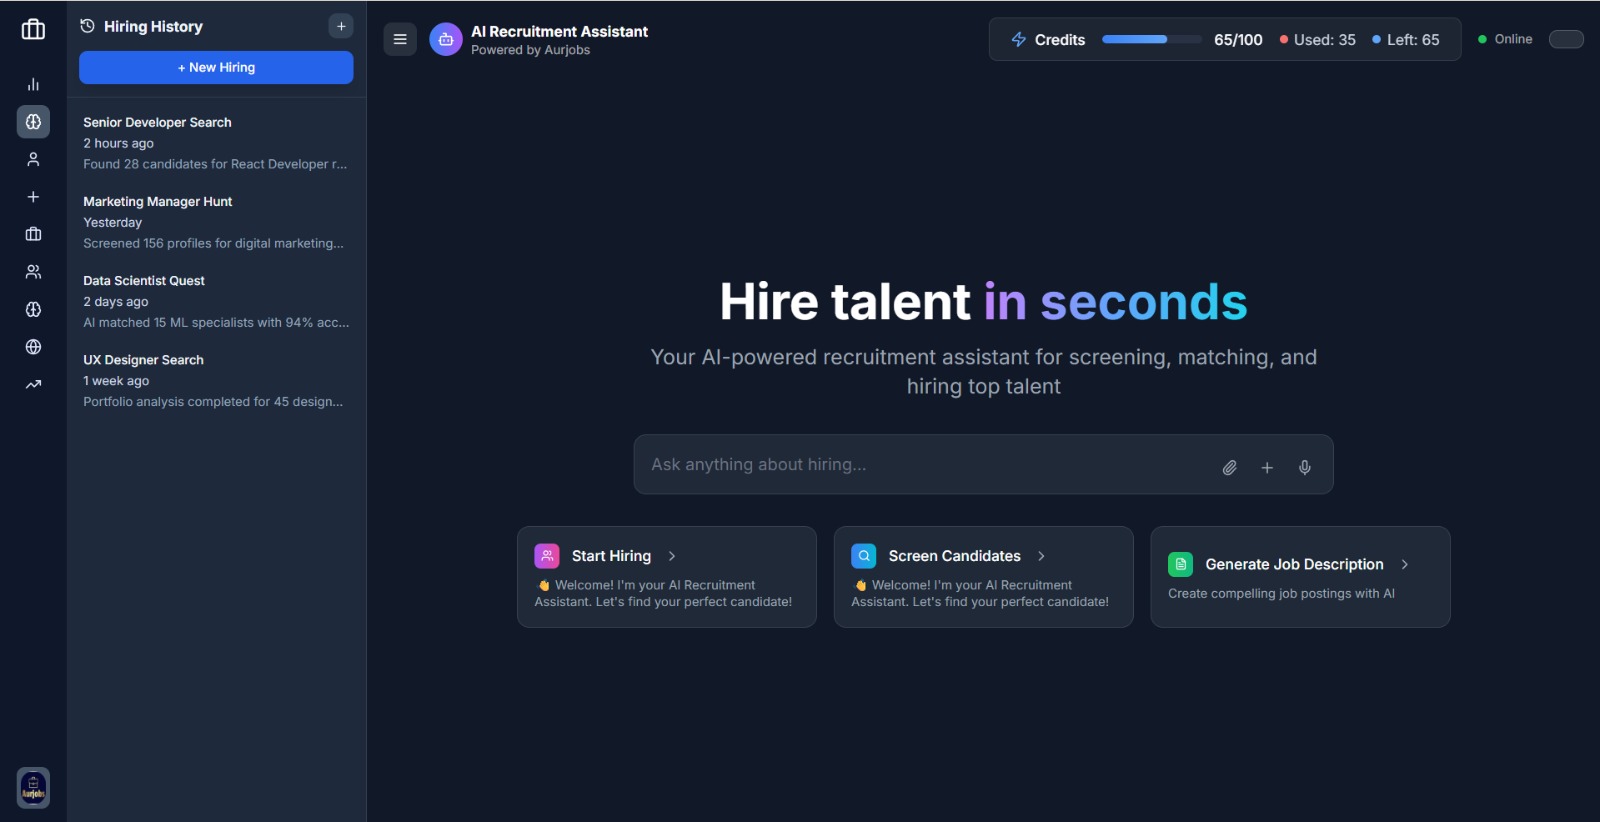 Hiring History
+ New Hiring
Senior Developer Search
2 hours ago
Found 28 candidates for React Developer r...
Marketing Manager Hunt
Yesterday
Screened 156 profiles for digital marketing...
Data Scientist Quest
2 days ago
AI matched 15 ML specialists with 94% acc...
UX Designer Search
1 week ago
Portfolio analysis completed for 45 design...
Aurjobs
AI Recruitment Assistant
Powered by Aurjobs
Credits 65/100 Used: 35 Left: 65
Online
Hire talent in seconds
Your AI-powered recruitment assistant for screening, matching, and
hiring top talent
Ask anything about hiring...
Start Hiring
👋 Welcome! I'm your AI Recruitment
Assistant. Let's find your perfect candidate!
Screen Candidates
👋 Welcome! I'm your AI Recruitment
Assistant. Let's find your perfect candidate!
Generate Job Description
Create compelling job postings with AI